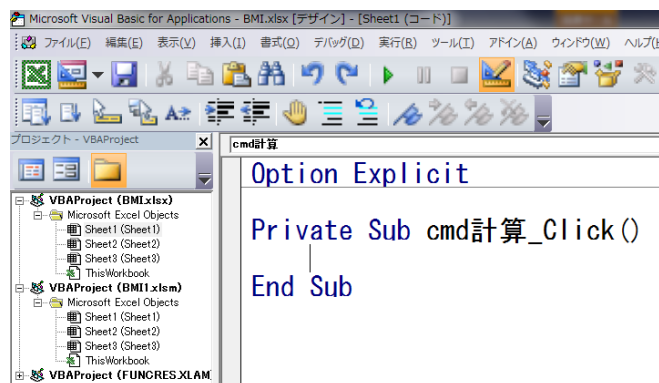 Microsoft Visual Basic for Applications - BMI.xlsx [デザイン] - [Sheet1 (コード)]
ファイル(F) 編集(E) 表示(V) 挿入(I) 書式(O) デバッグ(D) 実行(R) ツール(T) アドイン(A) ウィンドウ(W) ヘルプ(H
プロジェクト - VBAProject
cmd計算
Option Explicit
Private Sub cmd計算_Click()
End Sub
VBAProject (BMI.xlsx)
Microsoft Excel Objects
Sheet1 (Sheet1)
Sheet2 (Sheet2)
Sheet3 (Sheet3)
ThisWorkbook
VBAProject (BMI1.xlsm)
Microsoft Excel Objects
Sheet1 (Sheet1)
Sheet2 (Sheet2)
Sheet3 (Sheet3)
ThisWorkbook
VBAProject (FUNCRES.XLAM